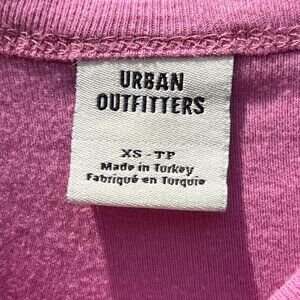 URBAN
OUTFITTERS
XS - TP
Made in Turkey
Fabriqué en Turquie